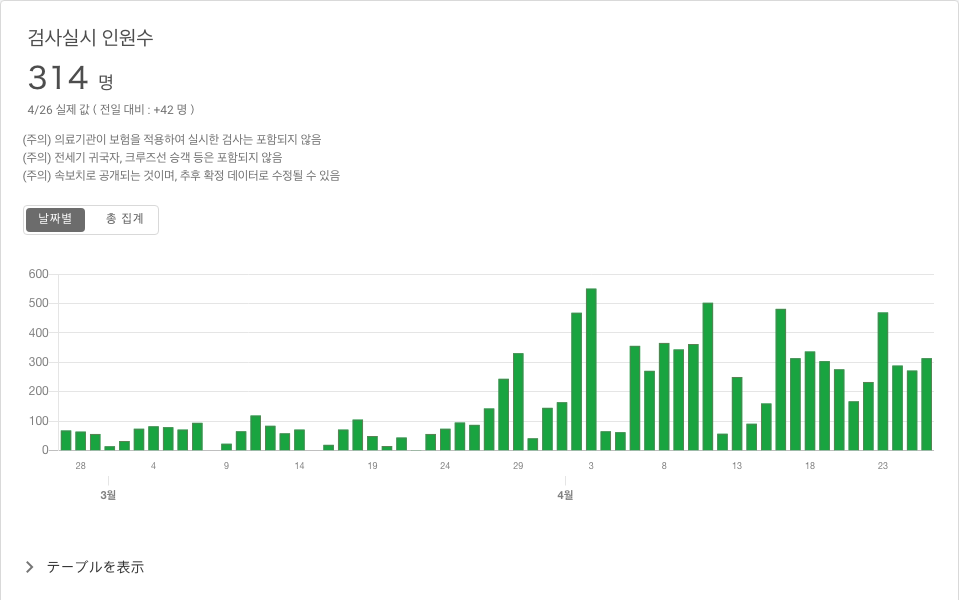 검사실시 인원수
314 명
4/26 실제 값 ( 전일 대비 : +42 명 )
(주의) 의료기관이 보험을 적용하여 실시한 검사는 포함되지 않음
(주의) 전세기 귀국자, 크루즈선 승객 등은 포함되지 않음
(주의) 속보치로 공개되는 것이며, 추후 확정 데이터로 수정될 수 있음
날짜별 총 집계
600
500
400
300
200
100
0
28 4 9 14 19 24 29 3 8 13 18 23
3월 4월
テーブルを表示